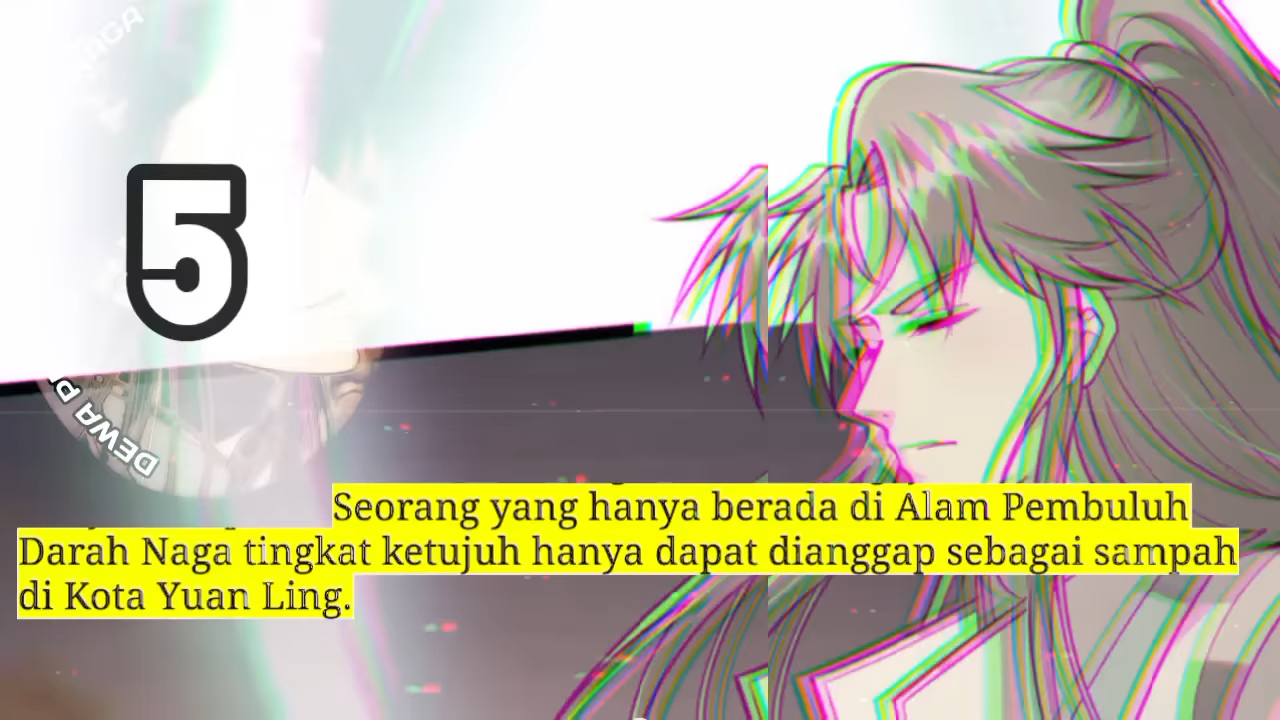 5
DEWA
Seorang yang hanya berada di Alam Pembuluh
Darah Naga tingkat ketujuh hanya dapat dianggap sebagai sampah
di Kota Yuan Ling.